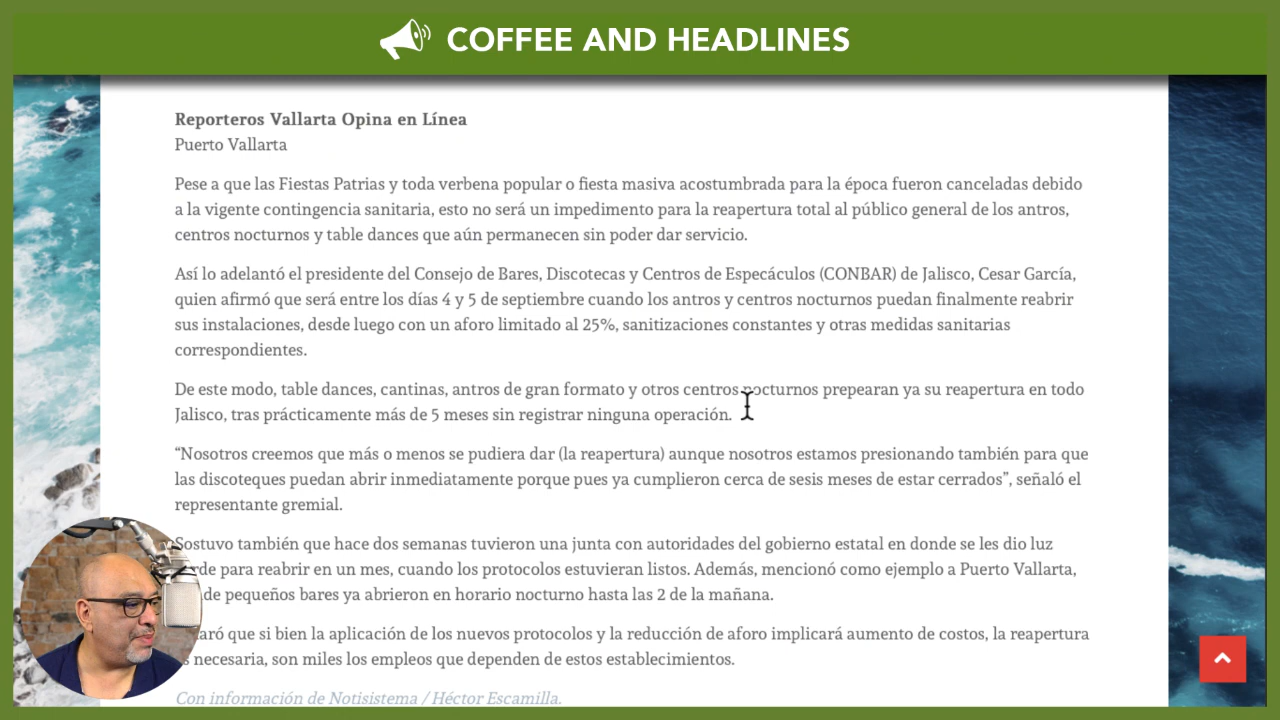 COFFEE AND HEADLINES
Reporteros Vallarta Opina en Línea
Puerto Vallarta
Pese a que las Fiestas Patrias y toda verbena popular o fiesta masiva acostumbrada para la época fueron canceladas debido
a la vigente contingencia sanitaria, esto no será un impedimento para la reapertura total al público general de los antros,
centros nocturnos y table dances que aún permanecen sin poder dar servicio.
Así lo adelantó el presidente del Consejo de Bares, Discotecas y Centros de Especáculos (CONBAR) de Jalisco, Cesar García,
quien afirmó que será entre los días 4 y 5 de septiembre cuando los antros y centros nocturnos puedan finalmente reabrir
sus instalaciones, desde luego con un aforo limitado al 25%, sanitizaciones constantes y otras medidas sanitarias
correspondientes.
De este modo, table dances, cantinas, antros de gran formato y otros centros nocturnos prepearan ya su reapertura en todo
Jalisco, tras prácticamente más de 5 meses sin registrar ninguna operación.
“Nosotros creemos que más o menos se pudiera dar (la reapertura) aunque nosotros estamos presionando también para que
las discoteques puedan abrir inmediatamente porque pues ya cumplieron cerca de sesis meses de estar cerrados”, señaló el
representante gremial.
Sostuvo también que hace dos semanas tuvieron una junta con autoridades del gobierno estatal en donde se les dio luz
para reabrir en un mes, cuando los protocolos estuvieran listos. Además, mencionó como ejemplo a Puerto Vallarta,
pequeños bares ya abrieron en horario nocturno hasta las 2 de la mañana.
que si bien la aplicación de los nuevos protocolos y la reducción de aforo implicará aumento de costos, la reapertura
necesaria, son miles los empleos que dependen de estos establecimientos.
Con información de Notisistema / Héctor Escamilla.